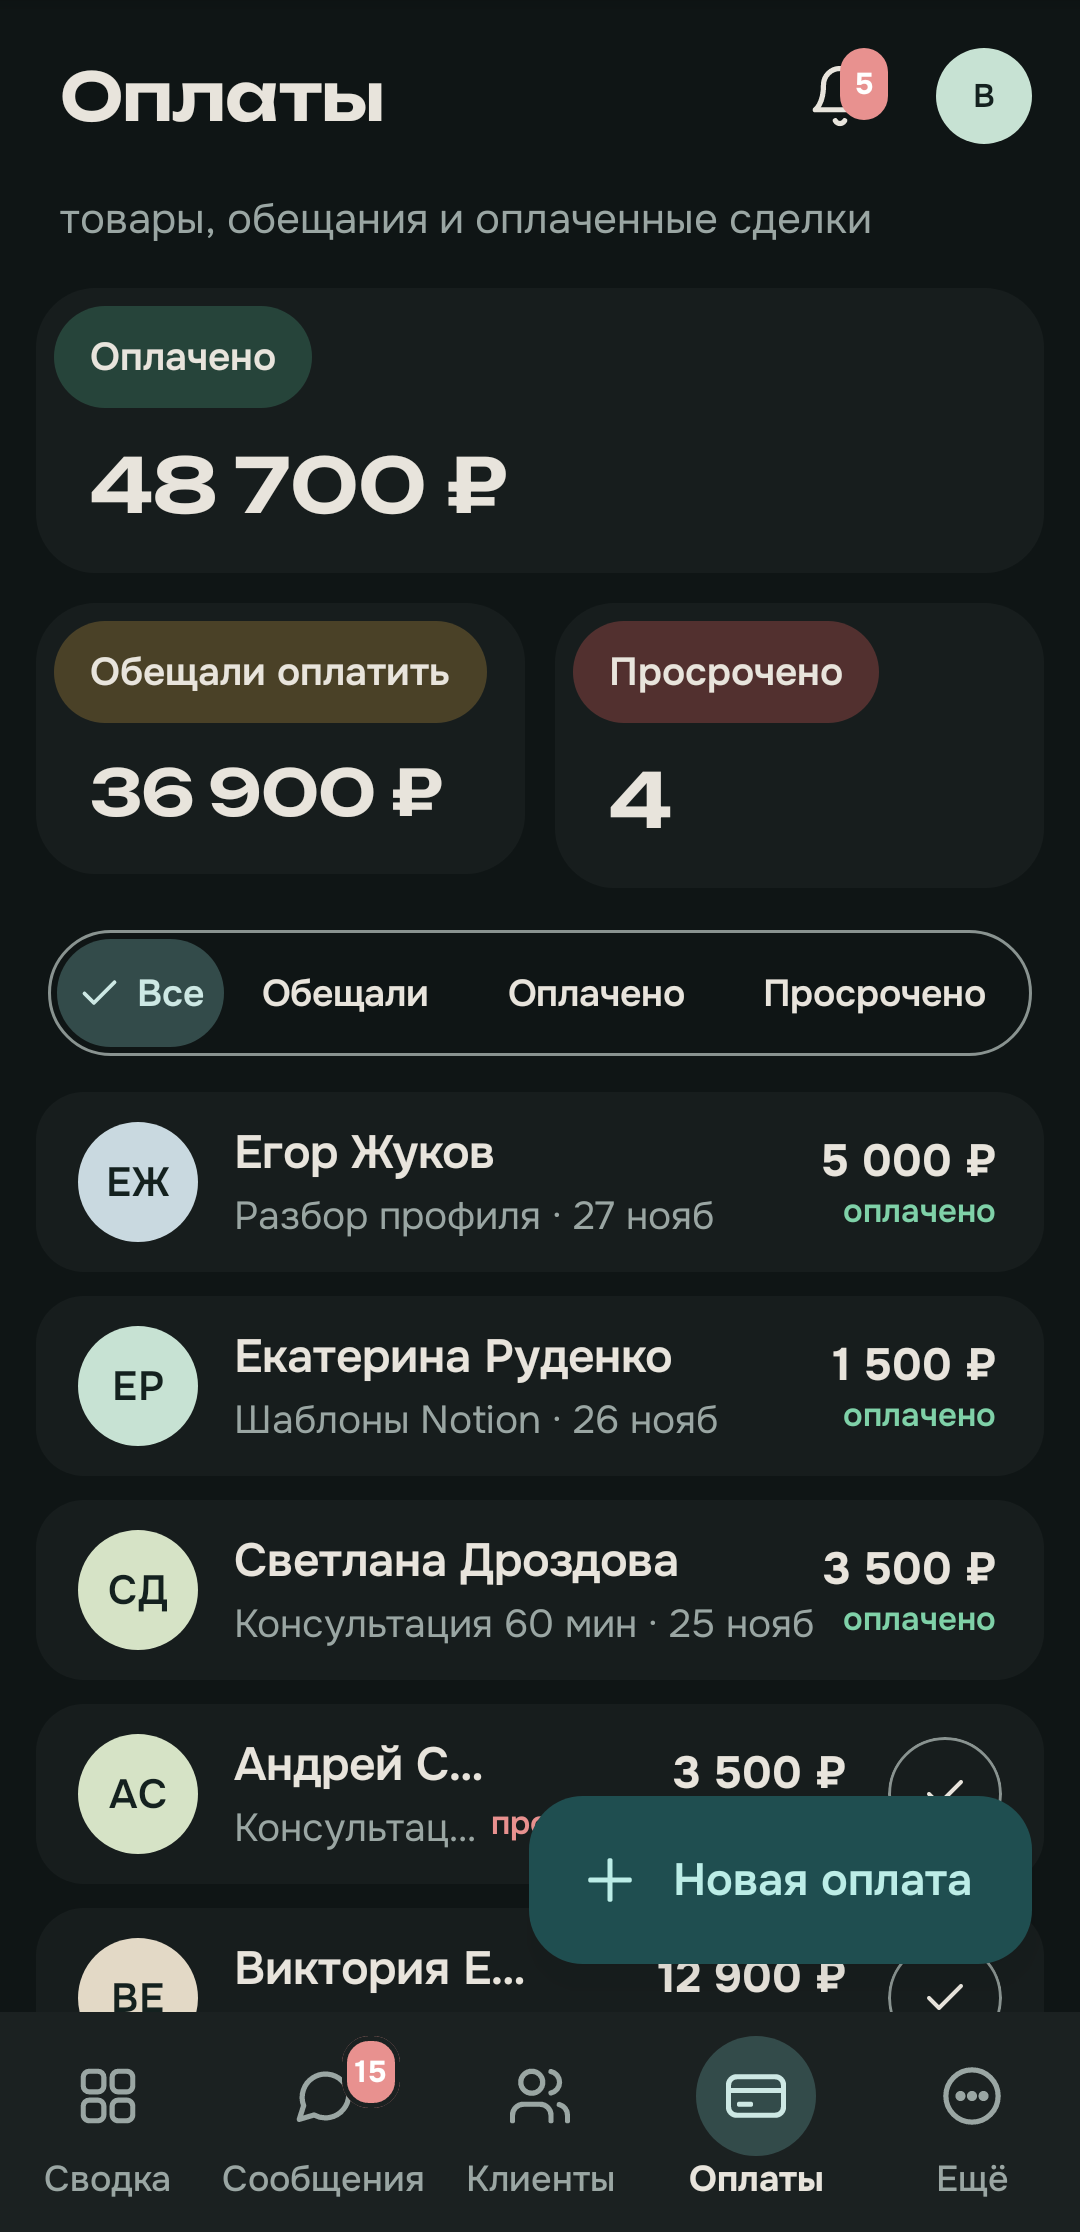 Оплаты
5
В
товары, обещания и оплаченные сделки
Оплачено
48 700 ₽
Обещали оплатить
36 900 ₽
Просрочено
4
Все
Обещали
Оплачено
Просрочено
ЕЖ
Егор Жуков
Разбор профиля · 27 нояб
5 000 ₽
оплачено
ЕР
Екатерина Руденко
Шаблоны Notion · 26 нояб
1 500 ₽
оплачено
СД
Светлана Дроздова
Консультация 60 мин · 25 нояб
3 500 ₽
оплачено
АС
Андрей С...
Консультац...
3 500 ₽
Новая оплата
ВЕ
Виктория Е...
12 900 ₽
15
Сводка
Сообщения
Клиенты
Оплаты
Ещё